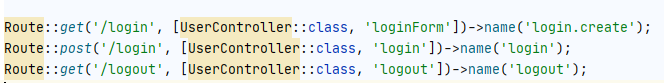 Route::get('/login', [UserController::class, 'loginForm'])->name('login.create');
Route::post('/login', [UserController::class, 'login'])->name('login');
Route::get('/logout', [UserController::class, 'logout'])->name('logout');